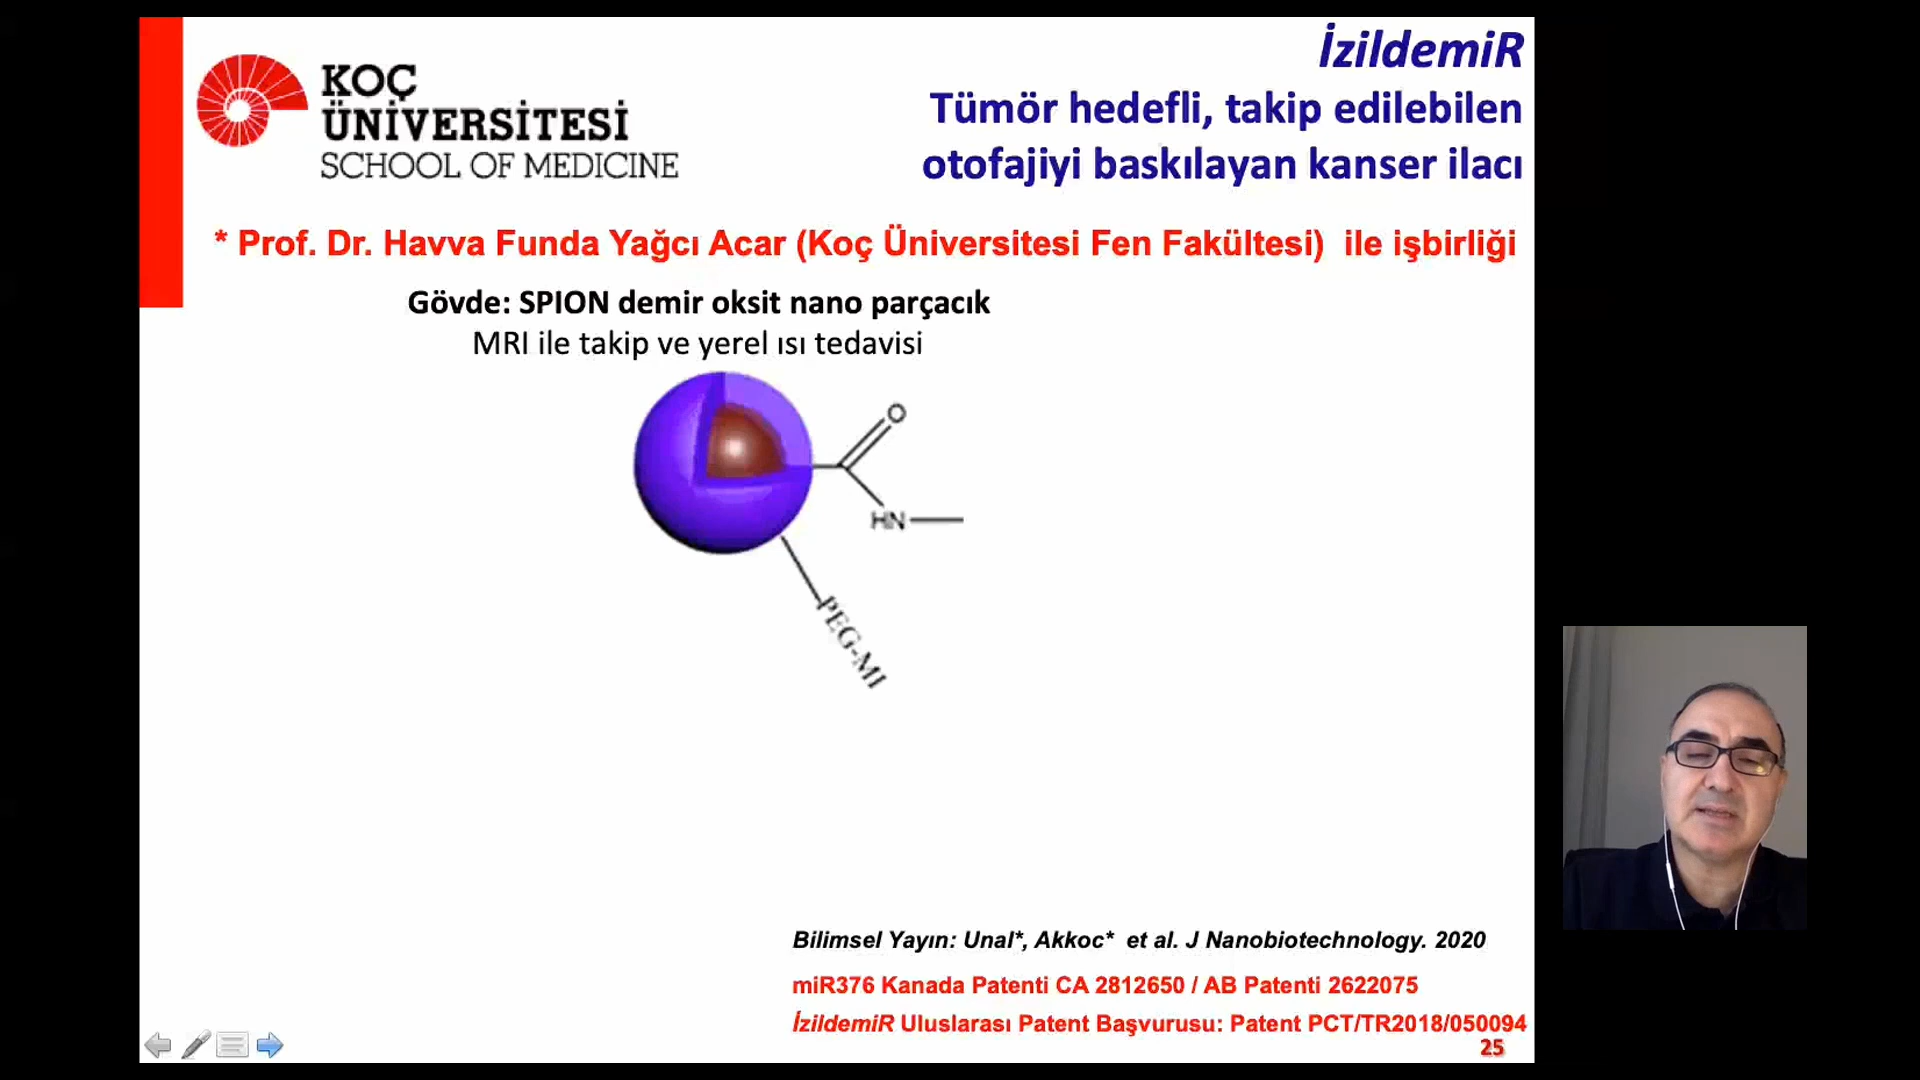 KOÇ
ÜNİVERSİTESİ
SCHOOL OF MEDICINE
İzildemiR
Tümör hedefli, takip edilebilen
otofajiyi baskılayan kanser ilacı
* Prof. Dr. Havva Funda Yağcı Acar (Koç Üniversitesi Fen Fakültesi) ile işbirliği
Gövde: SPION demir oksit nano parçacık
MRI ile takip ve yerel ısı tedavisi
O
HN
PEG-MI
Bilimsel Yayın: Unal*, Akkoc* et al. J Nanobiotechnology. 2020
miR376 Kanada Patenti CA 2812650 / AB Patenti 2622075
İzildemiR Uluslarası Patent Başvurusu: Patent PCT/TR2018/050094
25